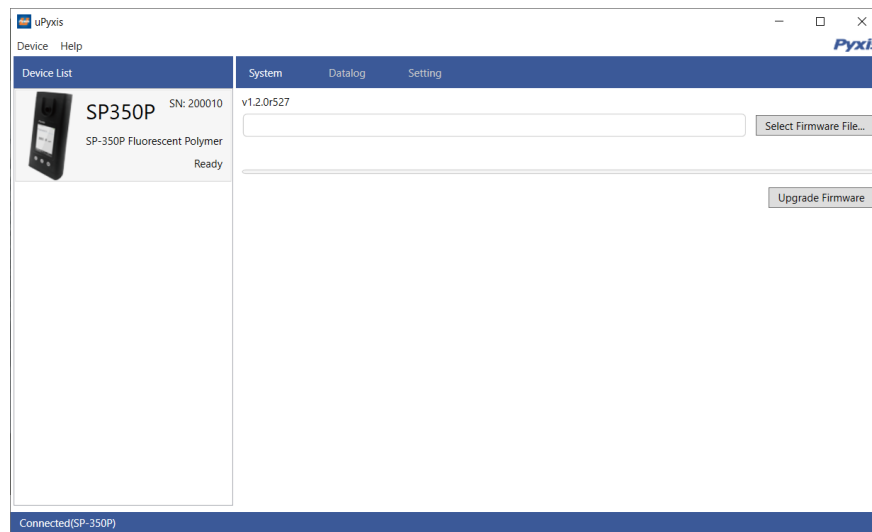 uPyxis
Device Help
Device List
System Datalog Setting
SP350P SN: 200010
SP-350P Fluorescent Polymer
Ready
v1.2.0r527
Select Firmware File...
Upgrade Firmware
Connected(SP-350P)